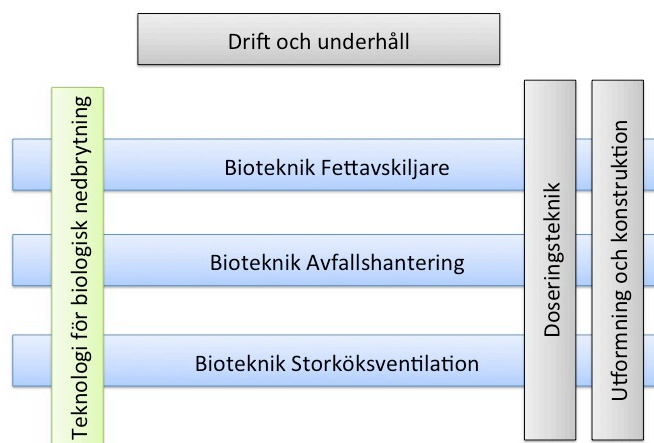 Drift och underhåll
Teknologi för biologisk nedbrytning
Bioteknik Fettavskiljare
Bioteknik Avfallshantering
Bioteknik Storköksventilation
Doseringsteknik
Utformning och konstruktion